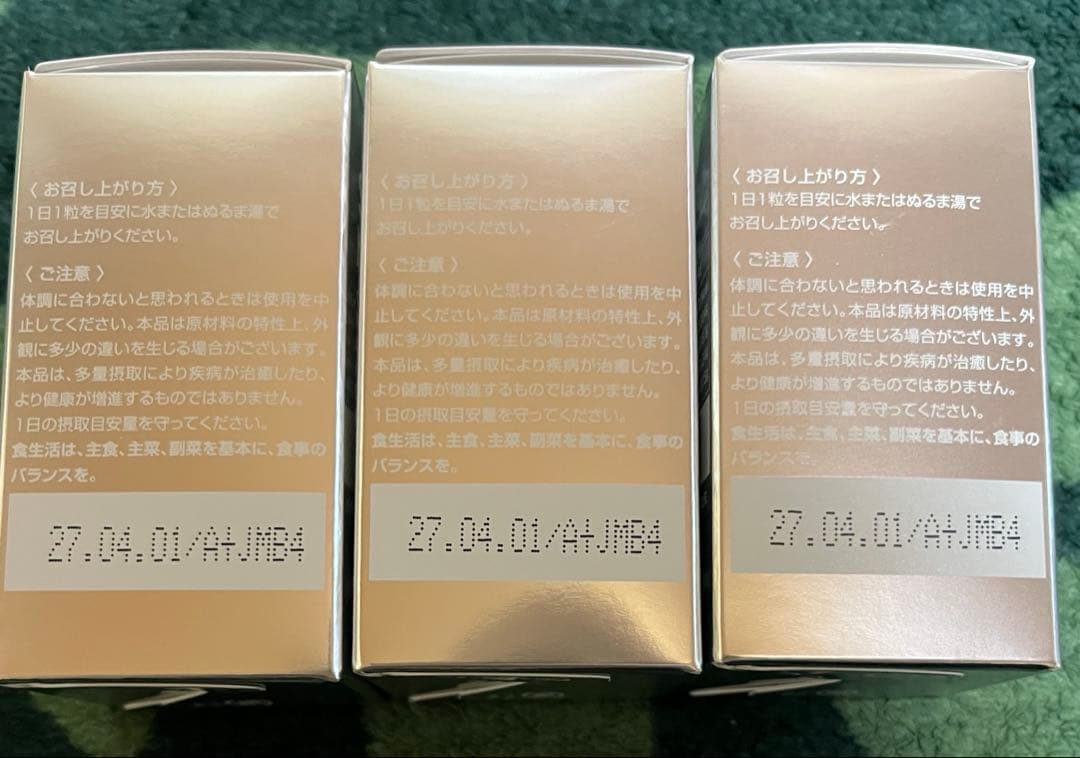 〈 お召し上がり方 〉
1日1粒を目安に水またはぬるま湯で
お召し上がりください。
〈 ご注意 〉
体調に合わないと思われるときは使用を中
止してください。本品は原材料の特性上、外
観に多少の違いを生じる場合がございます。
本品は、多量摂取により疾病が治癒したり、
より健康が増進するものではありません。
1日の摂取目安量を守ってください。
食生活は、主食、主菜、副菜を基本に、食事の
バランスを。
27.04.01/A+JMB4
〈 お召し上がり方 〉
1日1粒を目安に水またはぬるま湯で
お召し上がりください。
〈 ご注意 〉
体調に合わないと思われるときは使用を中
止してください。本品は原材料の特性上、外
観に多少の違いを生じる場合がございます。
本品は、多量摂取により疾病が治癒したり、
より健康が増進するものではありません。
1日の摂取目安量を守ってください。
食生活は、主食、主菜、副菜を基本に、食事の
バランスを。
27.04.01/A+JMB4
〈 お召し上がり方 〉
1日1粒を目安に水またはぬるま湯で
お召し上がりください。
〈 ご注意 〉
体調に合わないと思われるときは使用を中
止してください。本品は原材料の特性上、外
観に多少の違いを生じる場合がございます。
本品は、多量摂取により疾病が治癒したり、
より健康が増進するものではありません。
1日の摂取目安量を守ってください。
食生活は、主食、主菜、副菜を基本に、食事の
バランスを。
27.04.01/A+JMB4